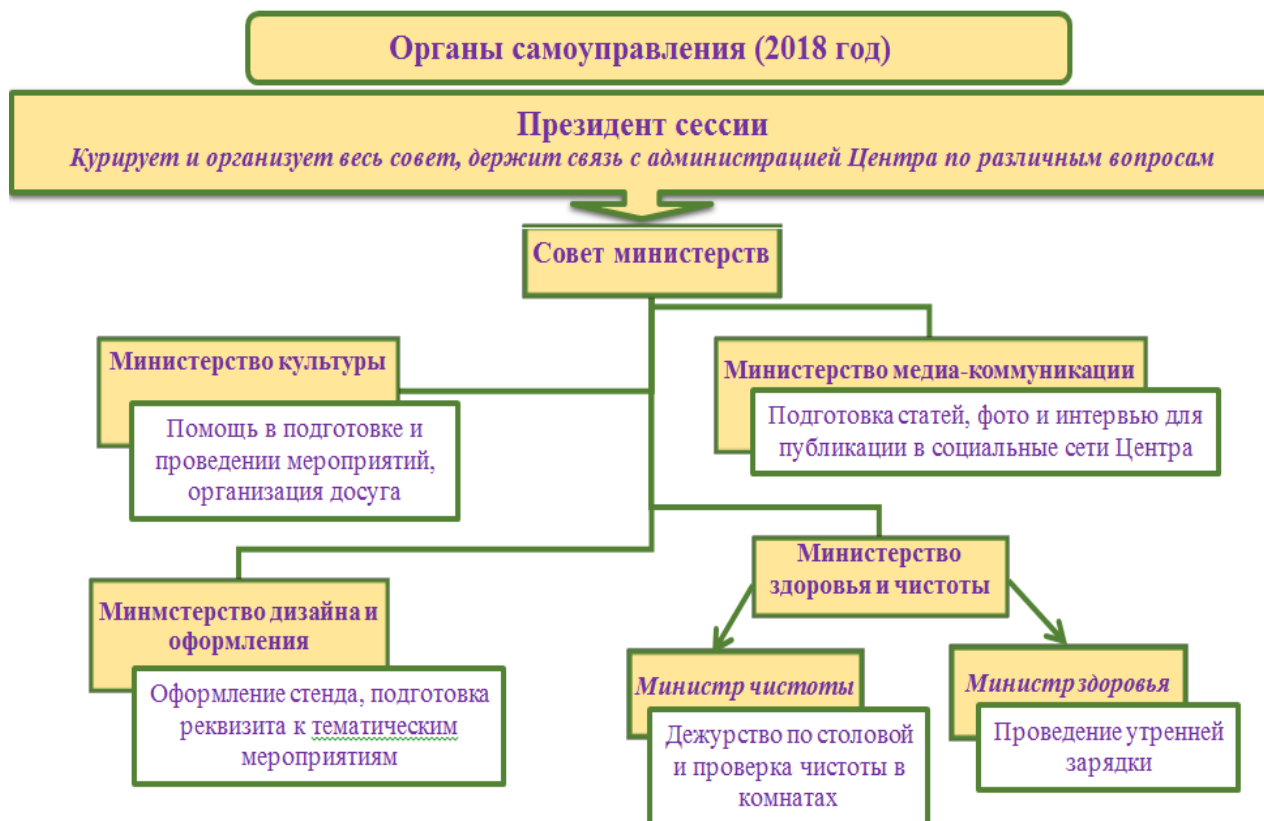 Органы самоуправления (2018 год)
Президент сессии
Курирует и организует весь совет, держит связь с администрацией Центра по различным вопросам
Совет министерств
Министерство культуры
Помощь в подготовке и
проведении мероприятий,
организация досуга
Министерство медиа-коммуникации
Подготовка статей, фото и интервью для
публикации в социальные сети Центра
Минмстерство дизайна и
оформления
Оформление стенда, подготовка
реквизита к тематическим
мероприятиям
Министерство
здоровья и чистоты
Министр чистоты
Дежурство по столовой
и проверка чистоты в
комнатах
Министр здоровья
Проведение утренней
зарядки